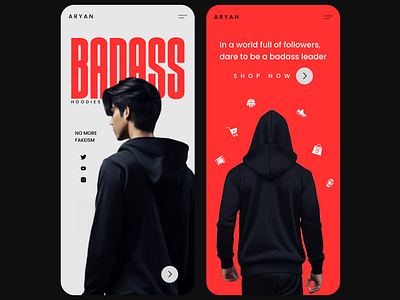 ARYAN
BADASS
HOODIES
NO MORE
FAKEISM
ARYAN
In a world full of followers,
dare to be a badass leader
SHOP NOW